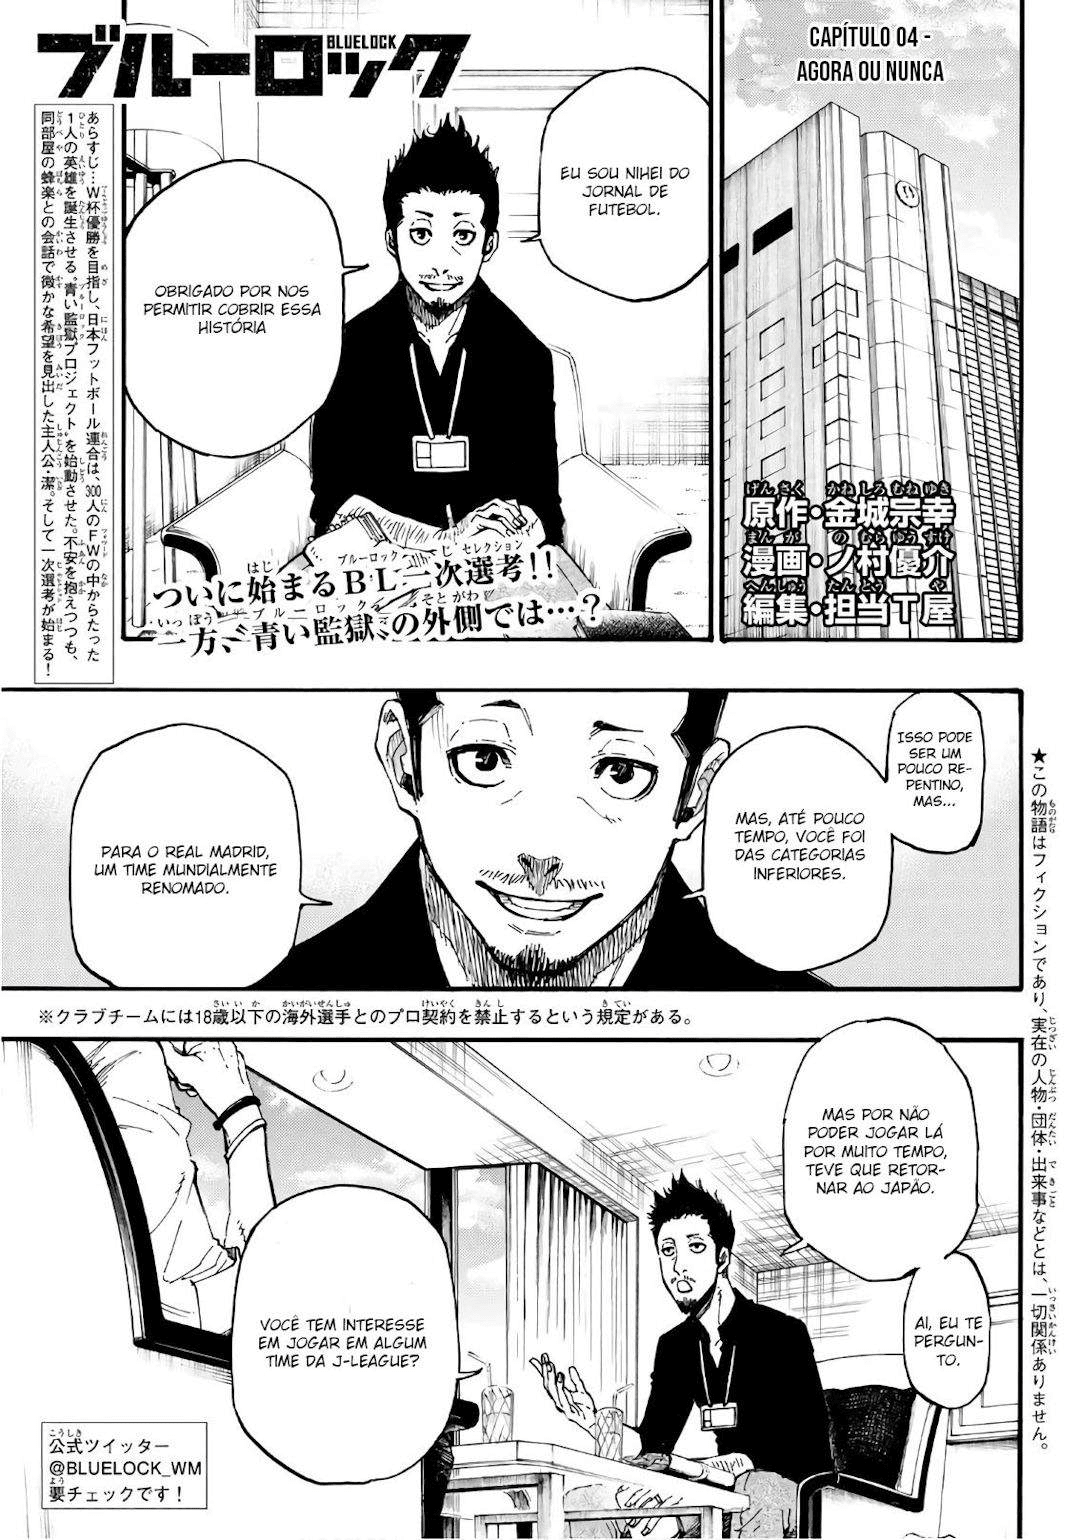 CAPÍTULO 04 -
AGORA OU NUNCA
ブルーロック
BLUELOCK
原作・金城宗幸
漫画・ノ村優介
編集・担当T屋
EU SOU NIHEI DO
JORNAL DE
FUTEBOL.
OBRIGADO POR NOS
PERMITIR COBRIR ESSA
HISTÓRIA
ついに始まるBL一次選考!!
一方、〝青い監獄〟の外側では…?
あらすじ…W杯優勝を目指し、日本フットボール連合は、300人のFWの中からたった
1人の英雄を誕生させる〝青い監獄プロジェクト〟を始動させた。不安を抱えつつも、
同部屋の蜂楽との会話で微かな希望を見出した主人公・潔。そして一次選考が始まる!
ISSO PODE
SER UM
POUCO RE-
PENTINO,
MAS...
MAS, ATÉ POUCO
TEMPO, VOCÊ FOI
DAS CATEGORIAS
INFERIORES.
PARA O REAL MADRID,
UM TIME MUNDIALMENTE
RENOMADO.
★この物語はフィクションであり、実在の人物・団体・出来事などとは、一切関係ありません。
※クラブチームには18歳以下の海外選手とのプロ契約を禁止するという規定がある。
MAS POR NÃO
PODER JOGAR LÁ
POR MUITO TEMPO,
TEVE QUE RETOR-
NAR AO JAPÃO.
AI, EU TE
PERGUN-
TO.
VOCÊ TEM INTERESSE
EM JOGAR EM ALGUM
TIME DA J-LEAGUE?
公式ツイッター
@BLUELOCK_WM
要チェックです!